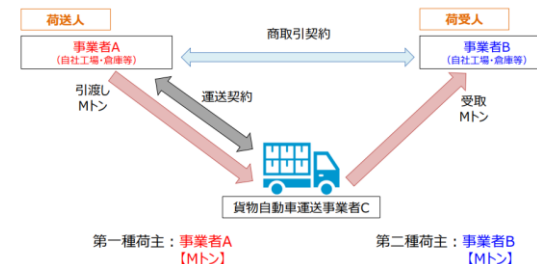 荷送人
荷受人
事業者A
(自社工場・倉庫等)
商取引契約
事業者B
(自社工場・倉庫等)
引渡し
Mトン
運送契約
受取
Mトン
貨物自動車運送事業者C
第一種荷主：事業者A
【Mトン】
第二種荷主：事業者B
【Mトン】